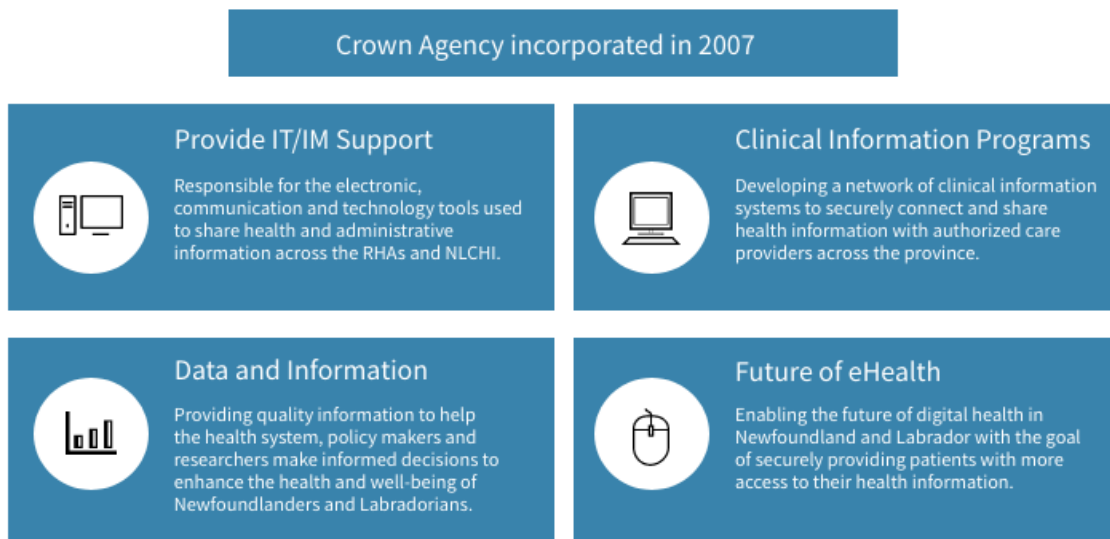 Crown Agency incorporated in 2007
Provide IT/IM Support
Responsible for the electronic,
communication and technology tools used
to share health and administrative
information across the RHAs and NLCHI.
Clinical Information Programs
Developing a network of clinical information
systems to securely connect and share
health information with authorized care
providers across the province.
Data and Information
Providing quality information to help
the health system, policy makers and
researchers make informed decisions to
enhance the health and well-being of
Newfoundlanders and Labradorians.
Future of eHealth
Enabling the future of digital health in
Newfoundland and Labrador with the goal
of securely providing patients with more
access to their health information.